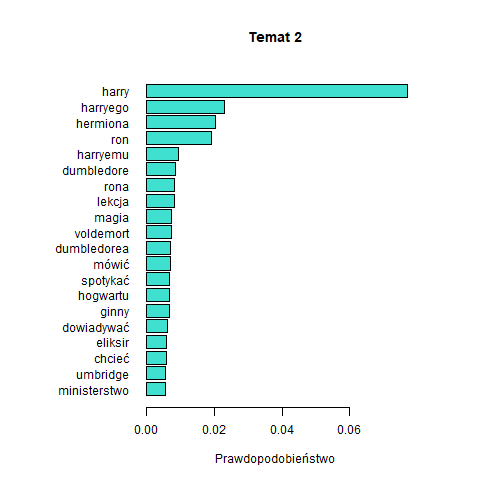 Temat 2
harry
harryego
hermiona
ron
harryemu
dumbledore
rona
lekcja
magia
voldemort
dumbledorea
mówić
spotykać
hogwartu
ginny
dowiadywać
eliksir
chcieć
umbridge
ministerstwo
0.00 0.02 0.04 0.06
Prawdopodobieństwo